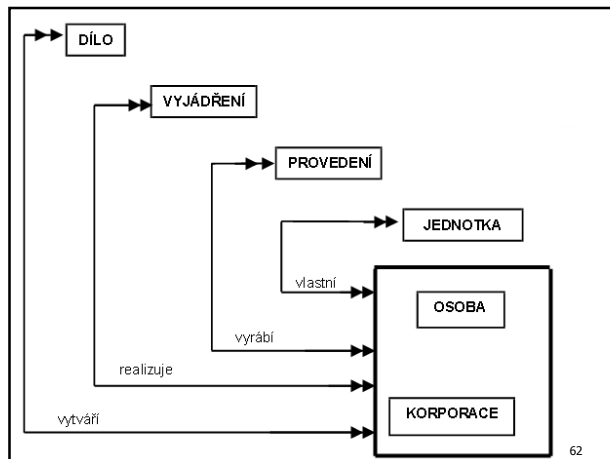 DÍLO
VYJÁDŘENÍ
PROVEDENÍ
JEDNOTKA
vlastní
OSOBA
vyrábí
realizuje
KORPORACE
vytváří
62